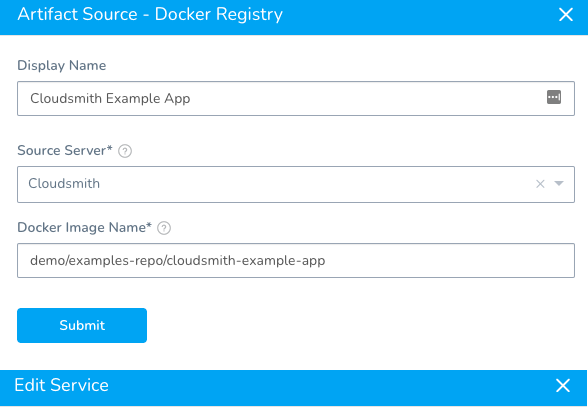 Artifact Source - Docker Registry
Display Name
Cloudsmith Example App
Source Server*
Cloudsmith
Docker Image Name*
demo/examples-repo/cloudsmith-example-app
Submit
Edit Service